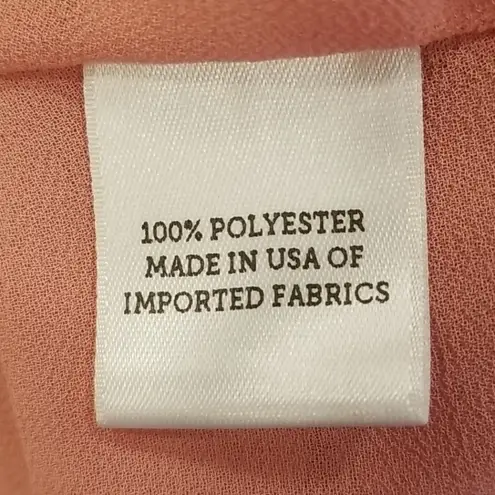 100% POLYESTER
MADE IN USA OF
IMPORTED FABRICS